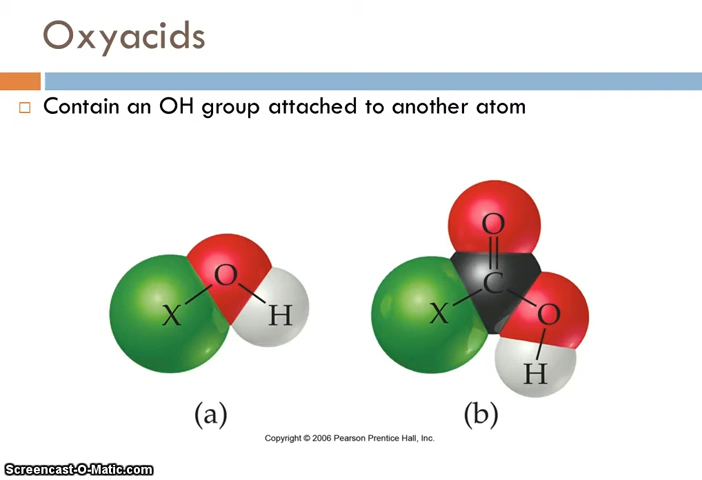 Oxyacids
Contain an OH group attached to another atom
O
X H
O
C
X O
H
(a) (b)
Copyright © 2006 Pearson Prentice Hall, Inc.
Screencast-O-Matic.com